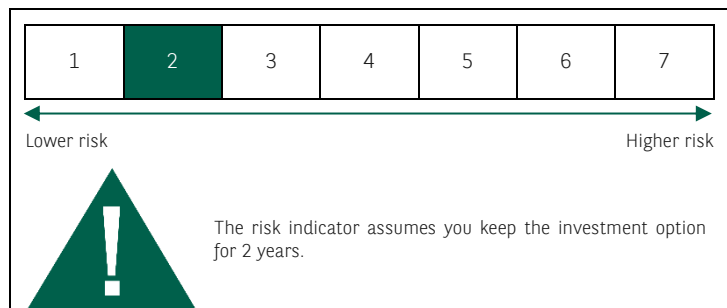 1 2 3 4 5 6 7
Lower risk Higher risk
!
The risk indicator assumes you keep the investment option
for 2 years.